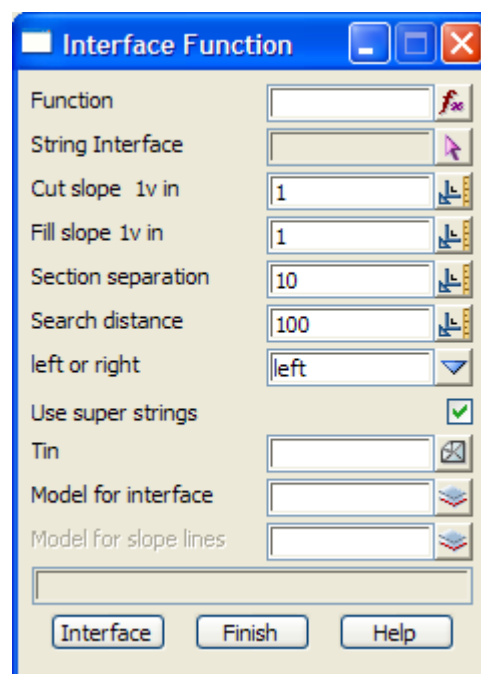 Interface Function
Function
String Interface
Cut slope 1v in 1
Fill slope 1v in 1
Section separation 10
Search distance 100
left or right left
Use super strings
Tin
Model for interface
Model for slope lines
Interface Finish Help